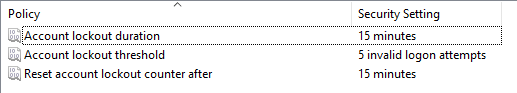 Policy Security Setting
Account lockout duration 15 minutes
Account lockout threshold 5 invalid logon attempts
Reset account lockout counter after 15 minutes